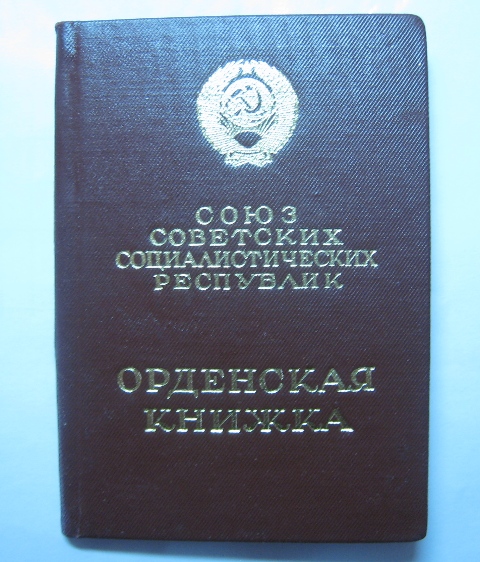 СОЮЗ
СОВЕТСКИХ
СОЦИАЛИСТИЧЕСКИХ
РЕСПУБЛИК
ОРДЕНСКАЯ
КНИЖКА